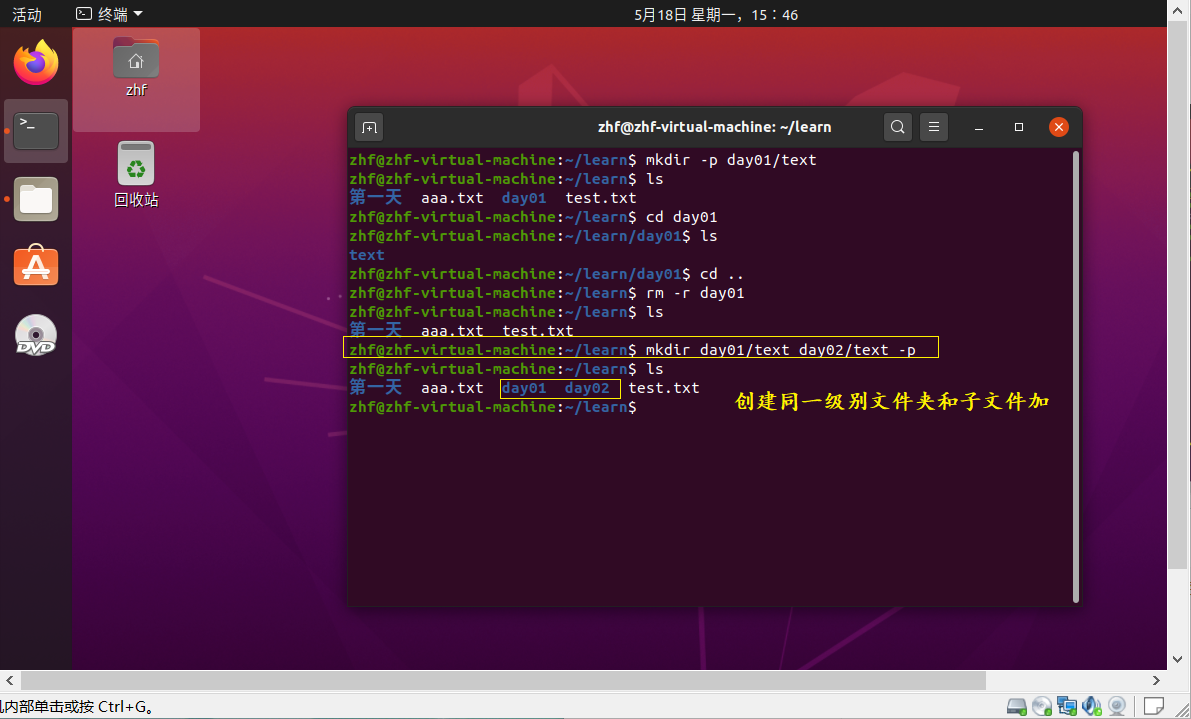 活动 终端 5月18日 星期一，15：46
zhf
回收站
DVD
zhf@zhf-virtual-machine: ~/learn
zhf@zhf-virtual-machine:~/learn$ mkdir -p day01/text
zhf@zhf-virtual-machine:~/learn$ ls
第一天 aaa.txt day01 test.txt
zhf@zhf-virtual-machine:~/learn$ cd day01
zhf@zhf-virtual-machine:~/learn/day01$ ls
text
zhf@zhf-virtual-machine:~/learn/day01$ cd ..
zhf@zhf-virtual-machine:~/learn$ rm -r day01
zhf@zhf-virtual-machine:~/learn$ ls
第一天 aaa.txt test.txt
zhf@zhf-virtual-machine:~/learn$ mkdir day01/text day02/text -p
zhf@zhf-virtual-machine:~/learn$ ls
第一天 aaa.txt day01 day02 test.txt
zhf@zhf-virtual-machine:~/learn$
创建同一级别文件夹和子文件加
内部单击或按 Ctrl+G。